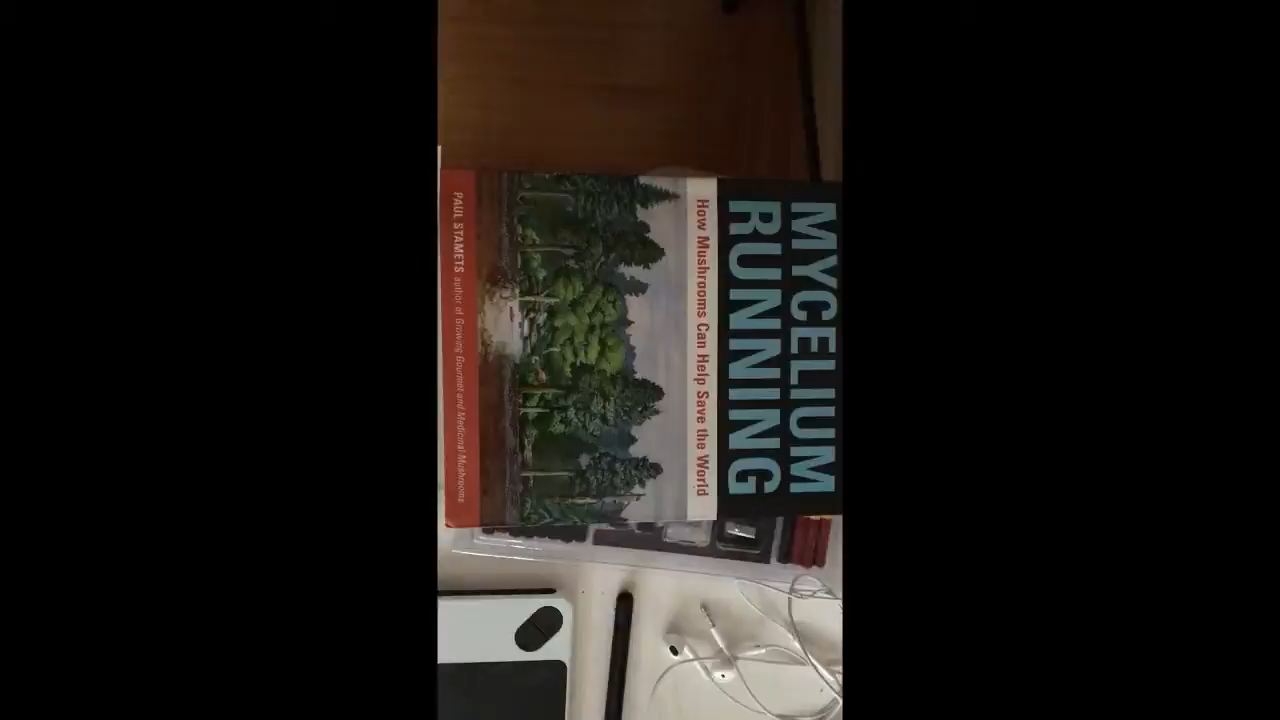 MYCELIUM
RUNNING
How Mushrooms Can Help Save the World
PAUL STAMETS author of Growing Gourmet and Medicinal Mushrooms